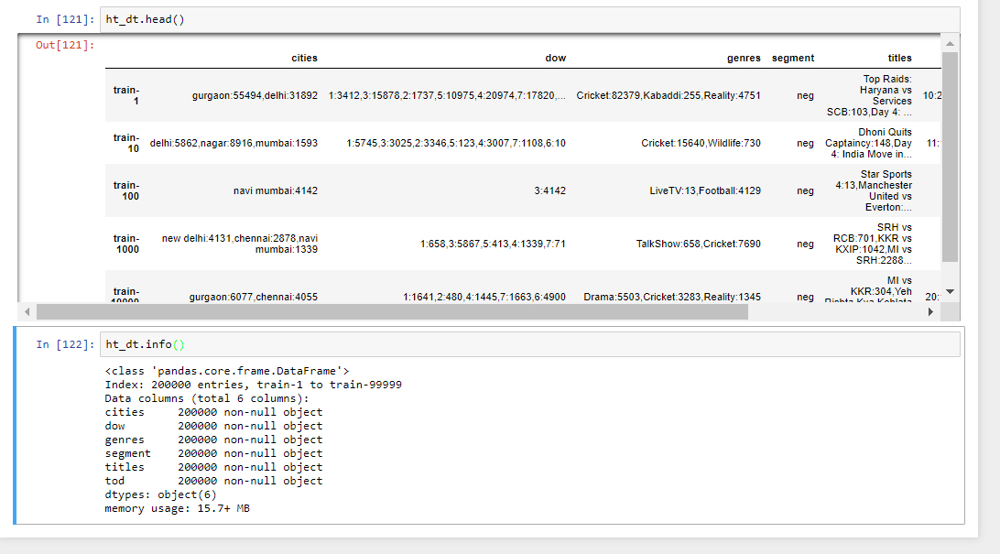 In [121]: ht_dt.head()
Out[121]:
cities dow genres segment titles
train-1 gurgaon:55494,delhi:31892 1:3412,3:15878,2:1737,5:10975,4:20974,7:17820,... Cricket:82379,Kabaddi:255,Reality:4751 neg Top Raids: Haryana vs Services SCB:103,Day 4: ... 10:2
train-10 delhi:5862,nagar:8916,mumbai:1593 1:5745,3:3025,2:3346,5:123,4:3007,7:1108,6:10 Cricket:15640,Wildlife:730 neg Dhoni Quits Captaincy:148,Day 4: India Move in... 11:
train-100 navi mumbai:4142 3:4142 LiveTV:13,Football:4129 neg Star Sports 4:13,Manchester United vs Everton:...
train-1000 new delhi:4131,chennai:2878,navi mumbai:1339 1:658,3:5867,5:413,4:1339,7:71 TalkShow:658,Cricket:7690 neg SRH vs RCB:701,KKR vs KXIP:1042,MI vs SRH:2288...
train-10000 gurgaon:6077,chennai:4055 1:1641,2:480,4:1445,7:1663,6:4900 Drama:5503,Cricket:3283,Reality:1345 neg MI vs KKR:304,Yeh 20:
In [122]: ht_dt.info()
<class 'pandas.core.frame.DataFrame'>
Index: 200000 entries, train-1 to train-99999
Data columns (total 6 columns):
cities 200000 non-null object
dow 200000 non-null object
genres 200000 non-null object
segment 200000 non-null object
titles 200000 non-null object
tod 200000 non-null object
dtypes: object(6)
memory usage: 15.7+ MB